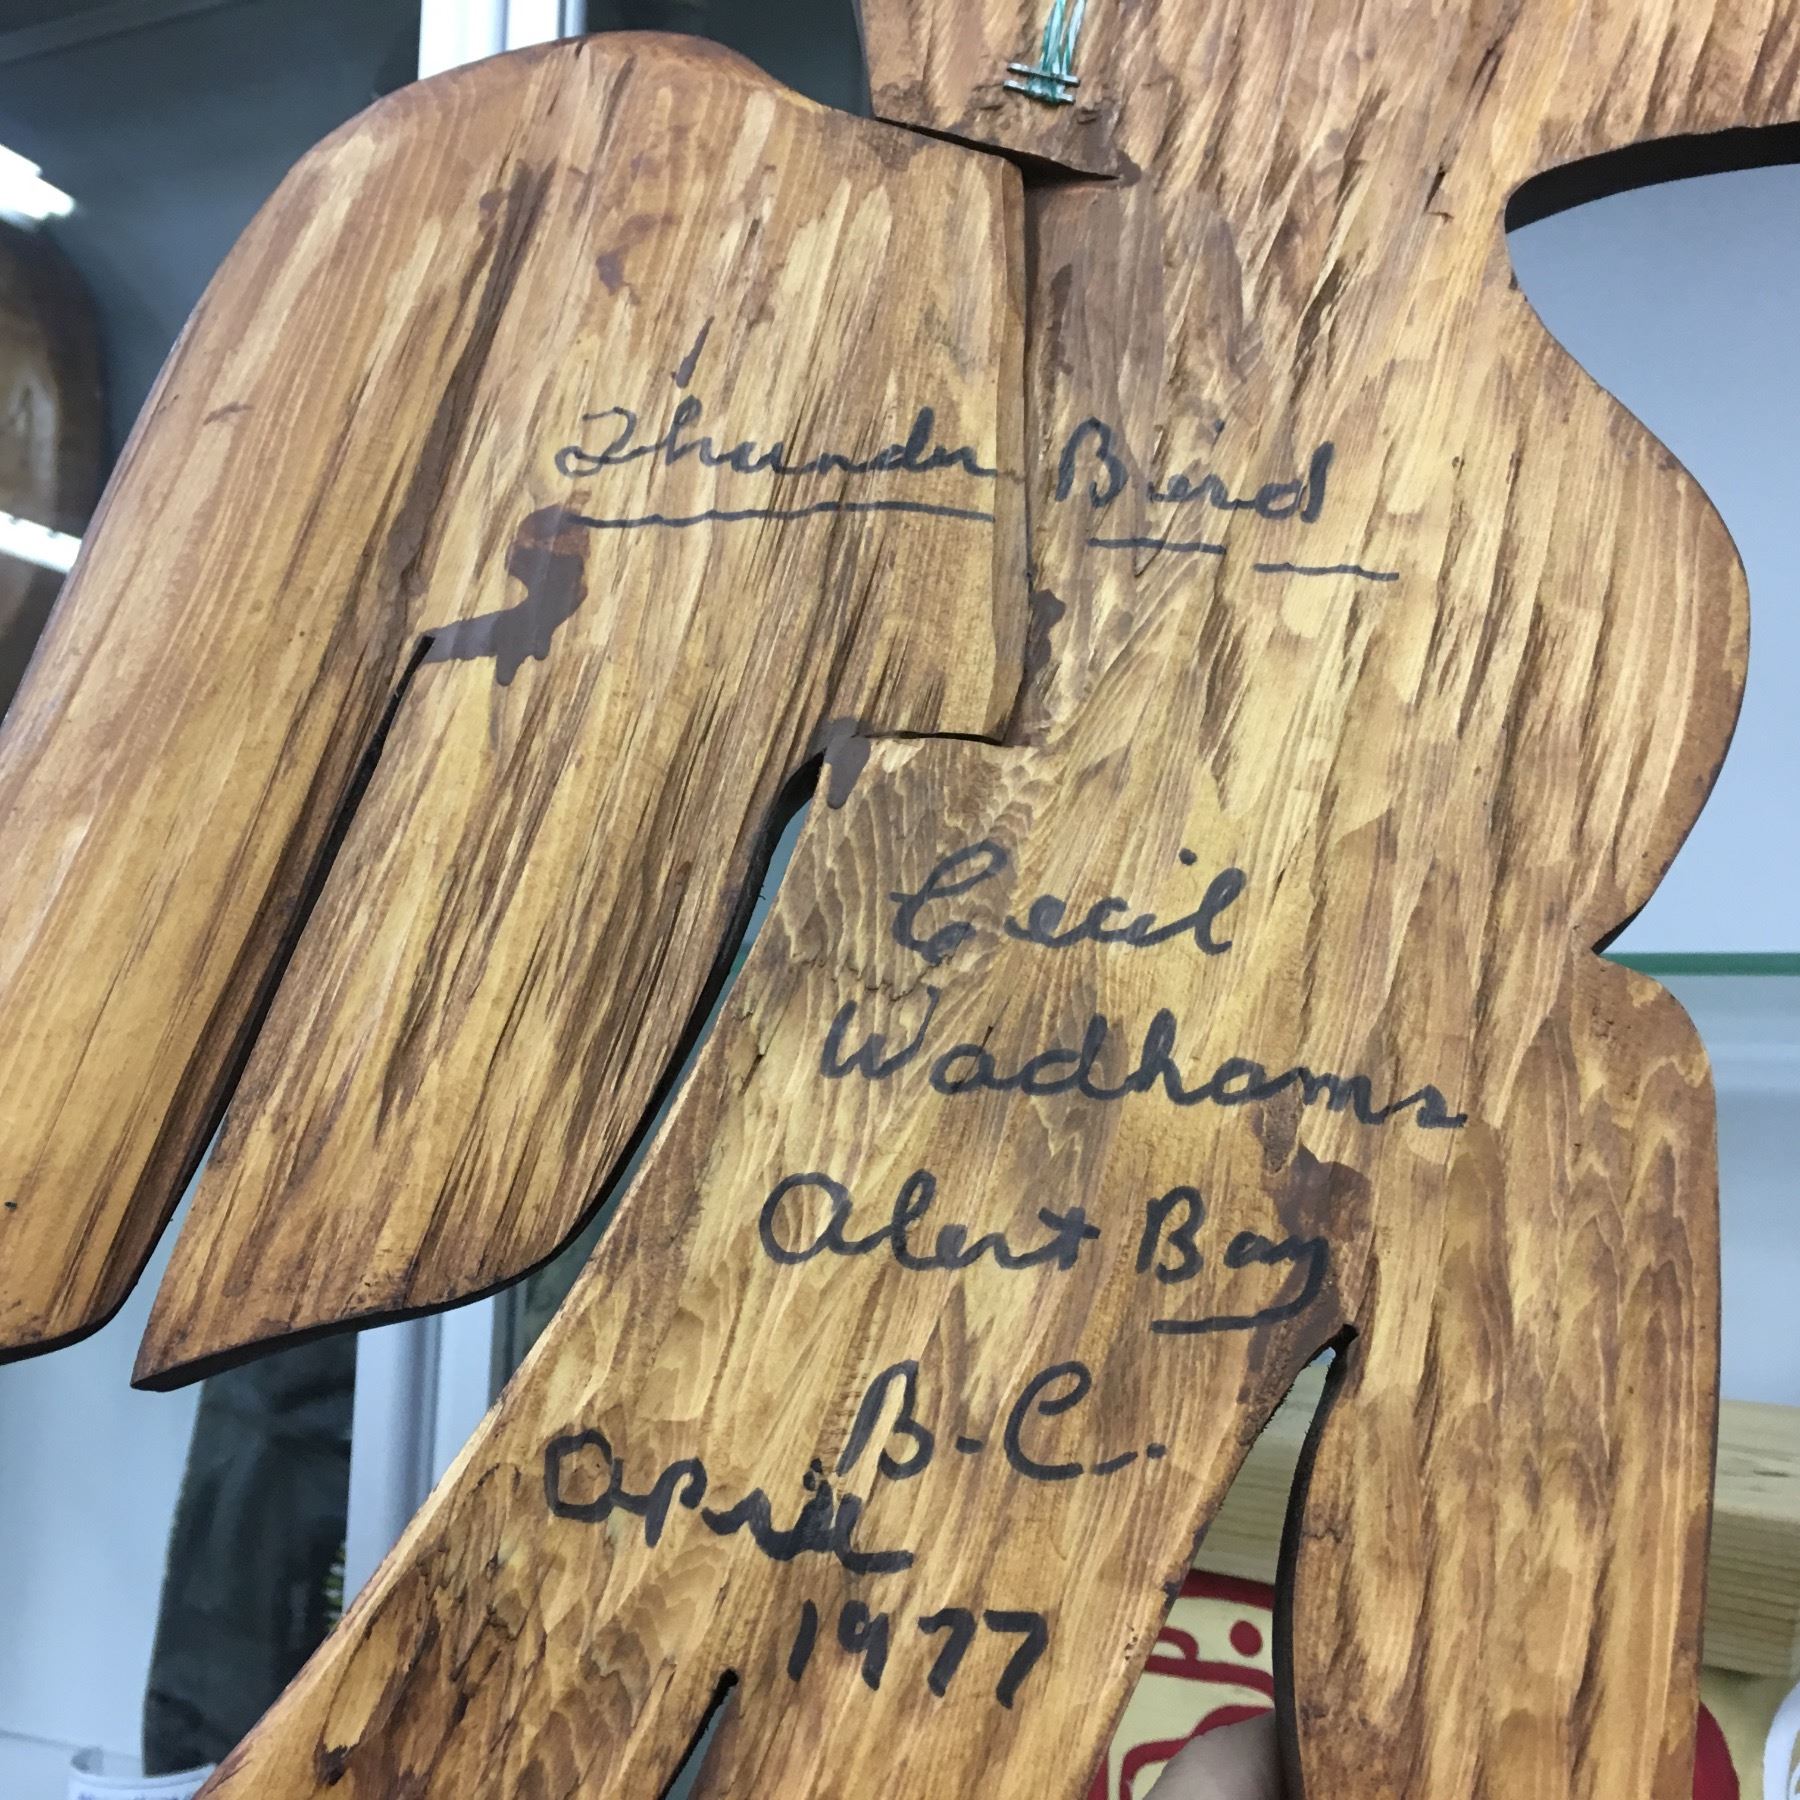 Thunder Bird
Cecil
Wadhams
Alert Bay
B.C.
April
1977